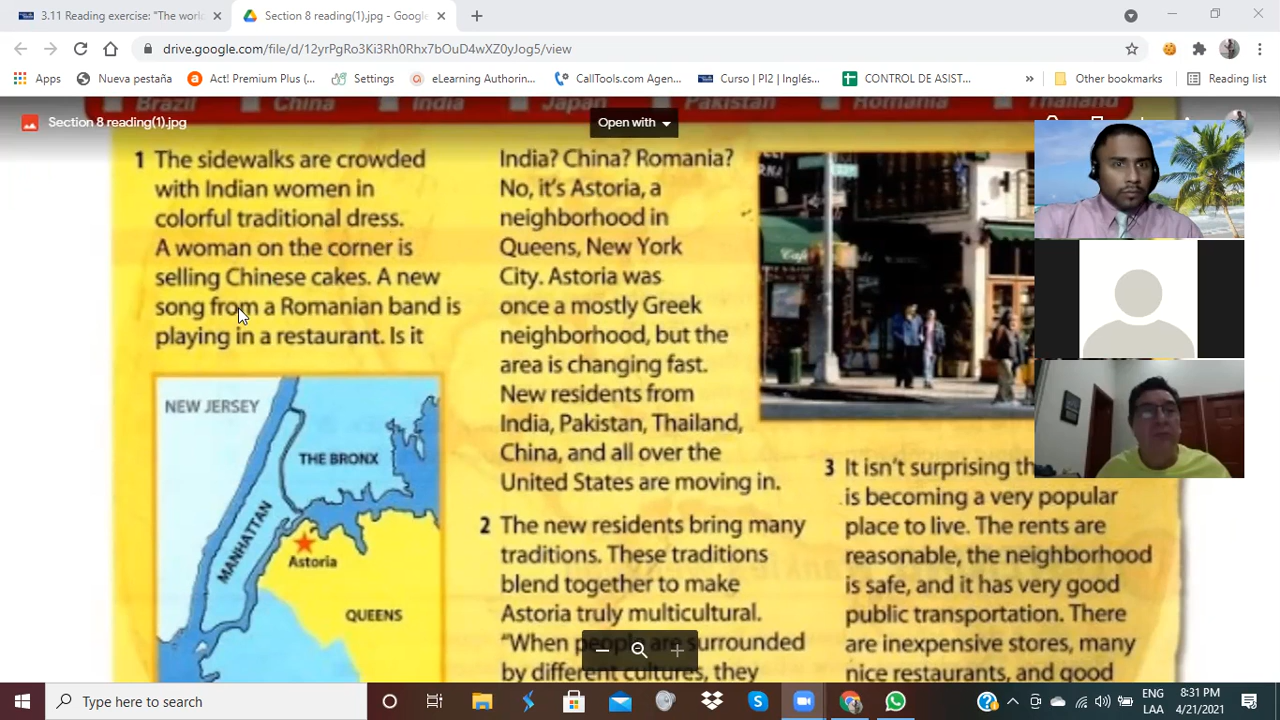 3.11 Reading exercise: "The worl
Section 8 reading(1).jpg - Google
drive.google.com/file/d/12yrPgRo3Ki3Rh0Rhx7bOuD4wXZ0yJog5/view
Apps
Nueva pestaña
Act! Premium Plus (...
Settings
eLearning Authorin...
CallTools.com Agen...
Curso | PI2 | Inglés...
CONTROL DE ASIST...
»
Other bookmarks
Reading list
Brazil
China
India
Japan
Pakistan
Romania
Thailand
Section 8 reading(1).jpg
Open with
1 The sidewalks are crowded
with Indian women in
colorful traditional dress.
A woman on the corner is
selling Chinese cakes. A new
song from a Romanian band is
playing in a restaurant. Is it
NEW JERSEY
THE BRONX
MANHATTAN
Astoria
QUEENS
India? China? Romania?
No, it's Astoria, a
neighborhood in
Queens, New York
City. Astoria was
once a mostly Greek
neighborhood, but the
area is changing fast.
New residents from
India, Pakistan, Thailand,
China, and all over the
United States are moving in.
2 The new residents bring many
traditions. These traditions
blend together to make
Astoria truly multicultural.
"When people are surrounded
by different cultures, they
3 It isn't surprising th
is becoming a very popular
place to live. The rents are
reasonable, the neighborhood
is safe, and it has very good
public transportation. There
are inexpensive stores, many
nice restaurants, and good
Type here to search
ENG
LAA
8:31 PM
4/21/2021